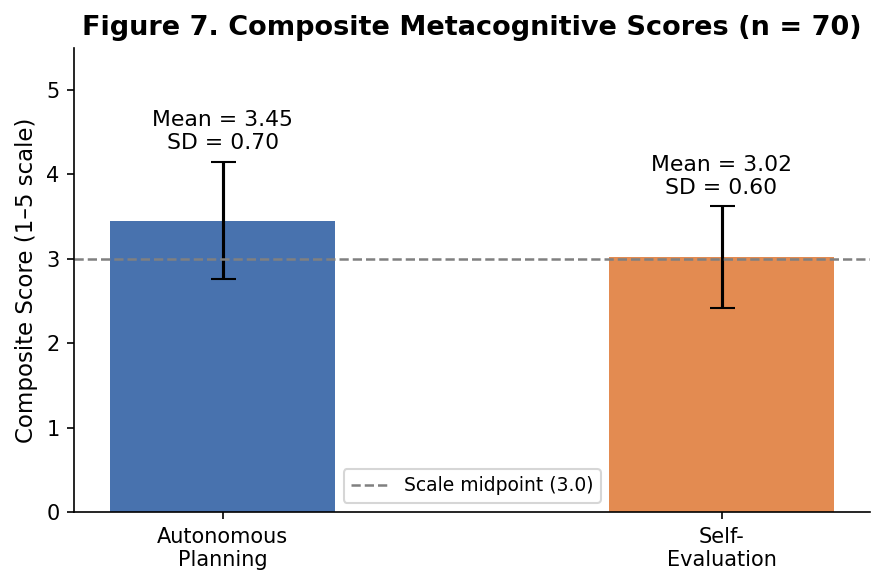 Figure 7. Composite Metacognitive Scores (n = 70)
Composite Score (1–5 scale)
5
4
3
2
1
0
Mean = 3.45
SD = 0.70
Mean = 3.02
SD = 0.60
Scale midpoint (3.0)
Autonomous
Planning
Self-
Evaluation